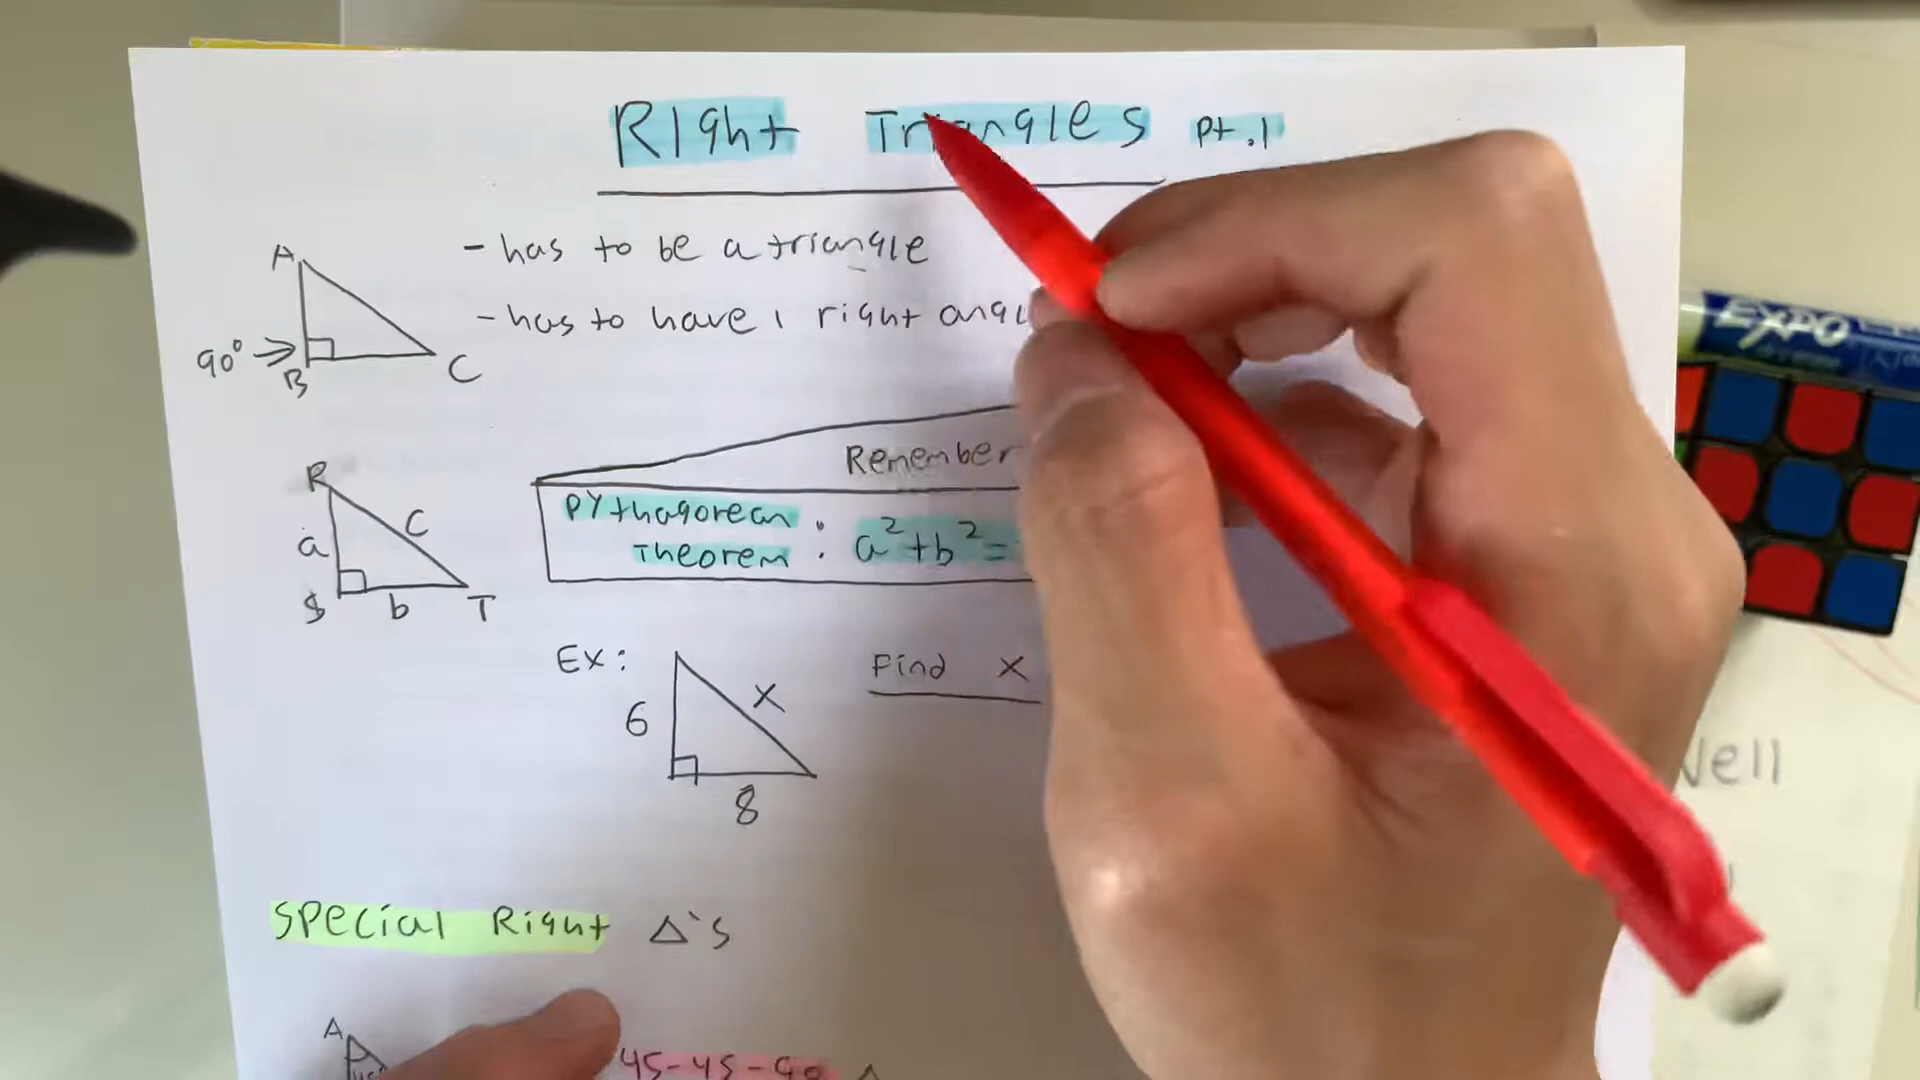 Right Triangles Pt.1
- has to be a triangle
- has to have 1 right
A
90°
B
C
Remember
Pythagorean Theorem : a²+b²=
R
a
C
S
b
T
Ex:
6
X
8
Find X
Special Right Δ's
A
45-45-90 Δ
EXPO